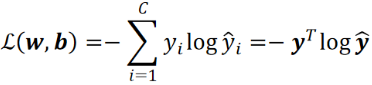 ℒ(𝒘, 𝒃) = − ∑_{i=1}^{C} y_i log ŷ_i = − 𝒚^T log 𝒚̂